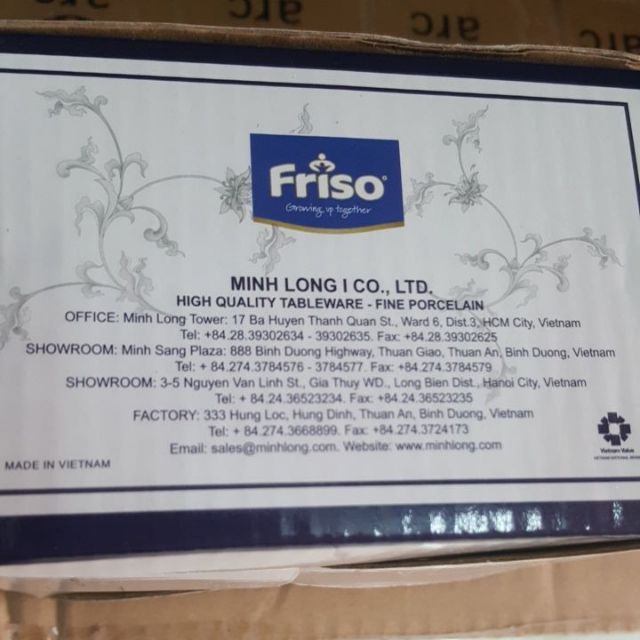 arc
arc
arc
Friso®
Growing up together
MINH LONG I CO., LTD.
HIGH QUALITY TABLEWARE - FINE PORCELAIN
OFFICE: Minh Long Tower: 17 Ba Huyen Thanh Quan St., Ward 6, Dist.3, HCM City, Vietnam
Tel: +84.28.39302634 - 39302635. Fax: +84.28.39302625
SHOWROOM: Minh Sang Plaza: 888 Binh Duong Highway, Thuan Giao, Thuan An, Binh Duong, Vietnam
Tel: + 84.274.3784576 - 3784577. Fax: +84.274.3784579
SHOWROOM: 3-5 Nguyen Van Linh St., Gia Thuy WD., Long Bien Dist., Hanoi City, Vietnam
Tel: + 84.24.36523234. Fax: +84.24.36523235
FACTORY: 333 Hung Loc, Hung Dinh, Thuan An, Binh Duong, Vietnam
Tel: + 84.274.3668899. Fax: +84.274.3724173
Email: sales@minhlong.com. Website: www.minhlong.com
MADE IN VIETNAM
Vietnam Value